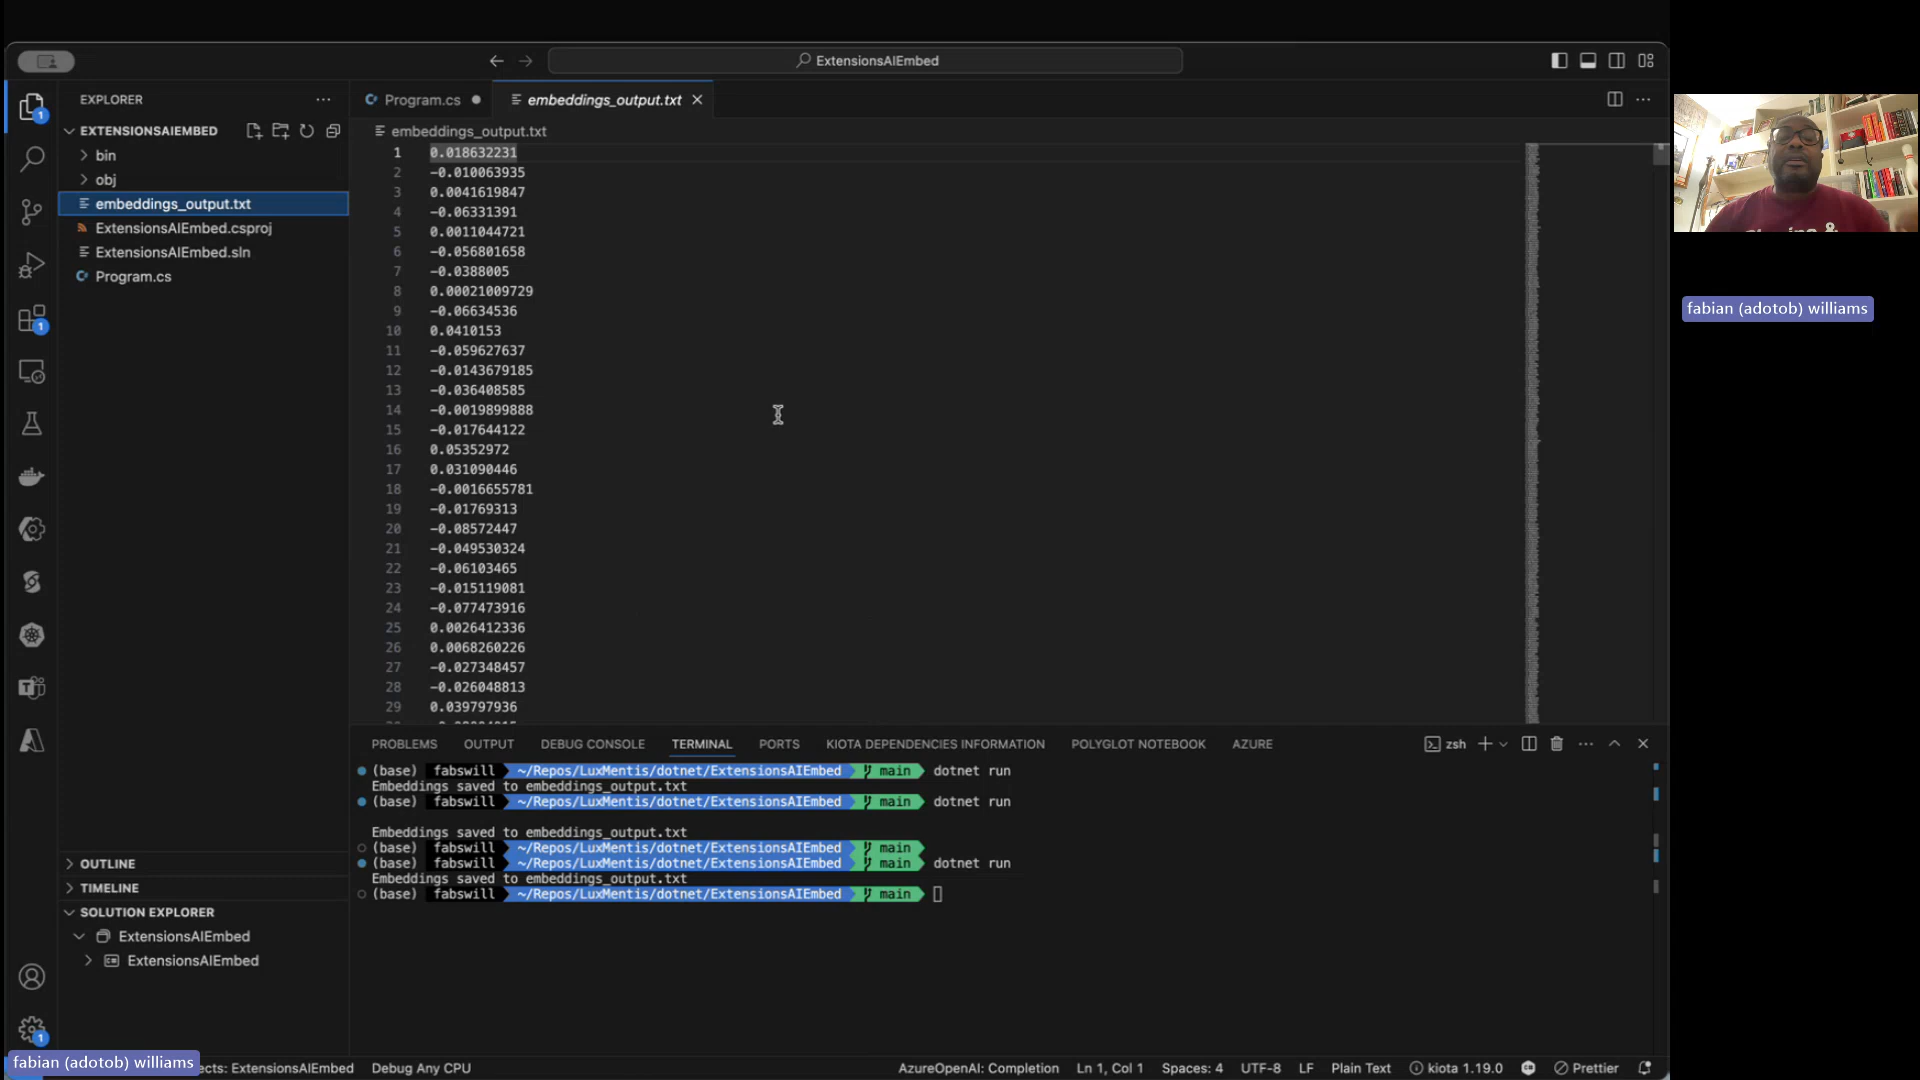 ExtensionsAIEmbed
EXPLORER
EXTENSIONSAIEMBED
bin
obj
embeddings_output.txt
ExtensionsAIEmbed.csproj
ExtensionsAIEmbed.sln
Program.cs
OUTLINE
TIMELINE
SOLUTION EXPLORER
ExtensionsAIEmbed
ExtensionsAIEmbed
1
1
1
Program.cs
embeddings_output.txt
embeddings_output.txt
1 0.018632231
2 -0.010063935
3 0.0041619847
4 -0.06331391
5 0.0011044721
6 -0.056801658
7 -0.0388005
8 0.00021009729
9 -0.06634536
10 0.0410153
11 -0.059627637
12 -0.0143679185
13 -0.036408585
14 -0.0019899888
15 -0.017644122
16 0.05352972
17 0.031090446
18 -0.0016655781
19 -0.01769313
20 -0.08572447
21 -0.049530324
22 -0.06103465
23 -0.015119081
24 -0.077473916
25 0.0026412336
26 0.0068260226
27 -0.027348457
28 -0.026048813
29 0.039797936
PROBLEMS OUTPUT DEBUG CONSOLE TERMINAL PORTS KIOTA DEPENDENCIES INFORMATION POLYGLOT NOTEBOOK AZURE
zsh
(base) fabswill ~/Repos/LuxMentis/dotnet/ExtensionsAIEmbed main dotnet run
Embeddings saved to embeddings_output.txt
(base) fabswill ~/Repos/LuxMentis/dotnet/ExtensionsAIEmbed main dotnet run
Embeddings saved to embeddings_output.txt
(base) fabswill ~/Repos/LuxMentis/dotnet/ExtensionsAIEmbed main
(base) fabswill ~/Repos/LuxMentis/dotnet/ExtensionsAIEmbed main dotnet run
Embeddings saved to embeddings_output.txt
(base) fabswill ~/Repos/LuxMentis/dotnet/ExtensionsAIEmbed main
fabian (adotob) williams
ects: ExtensionsAIEmbed Debug Any CPU
AzureOpenAI: Completion Ln 1, Col 1 Spaces: 4 UTF-8 LF Plain Text kiota 1.19.0 Prettier
fabian (adotob) williams